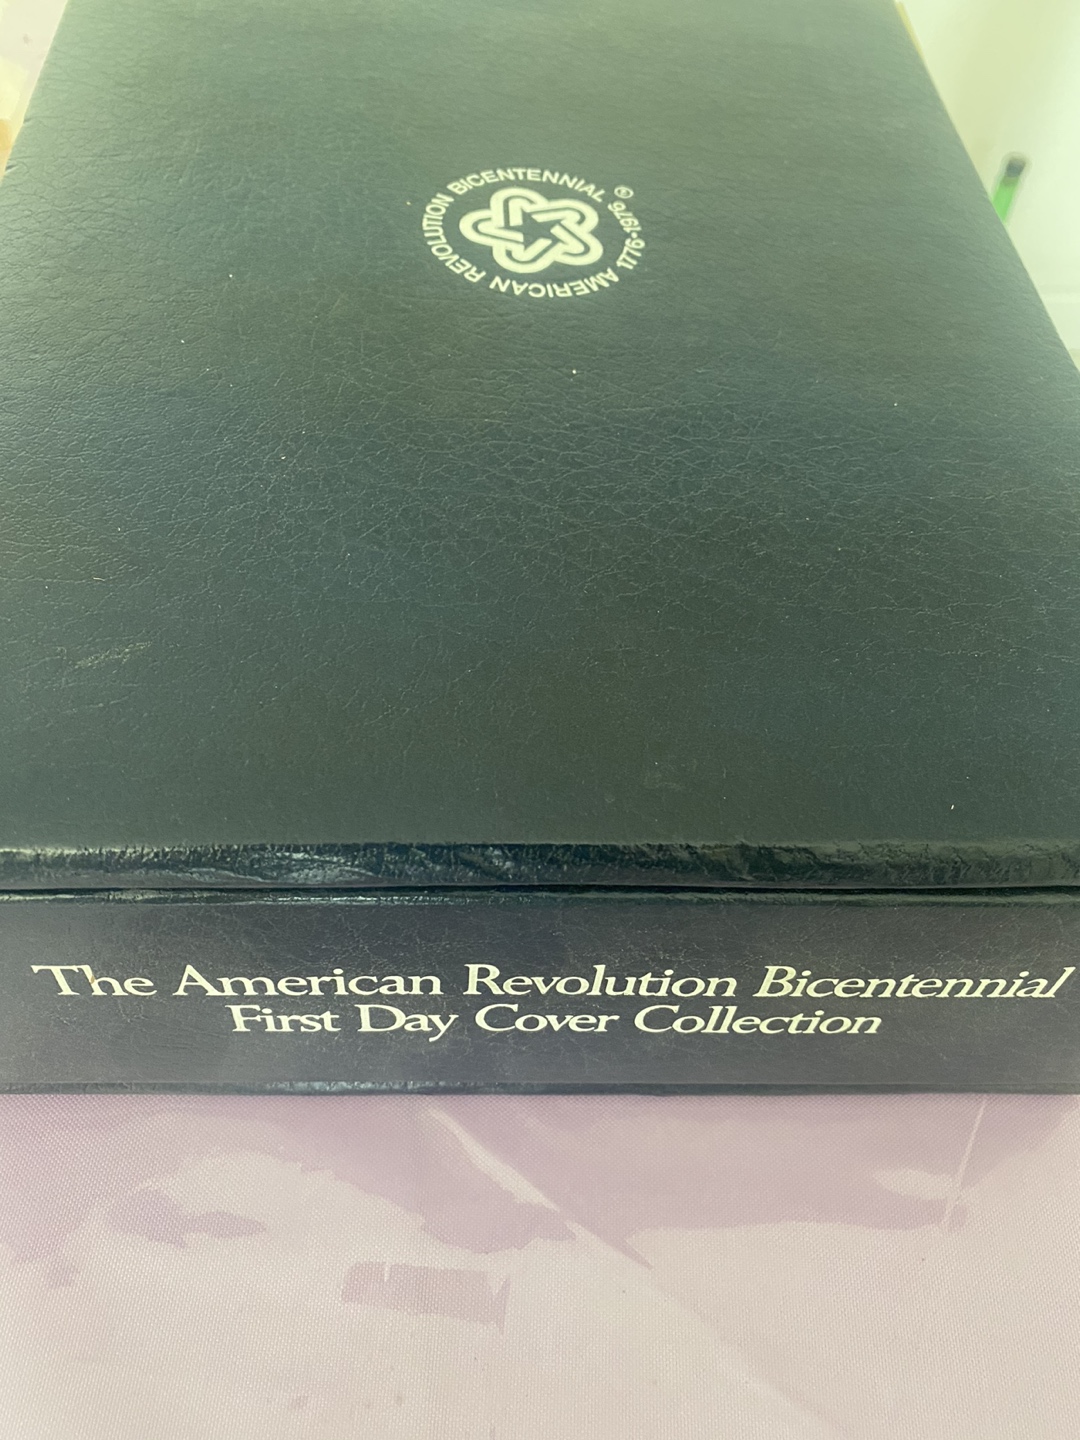 AMERICAN REVOLUTION BICENTENNIAL 1776-1976 ®
The American Revolution Bicentennial
First Day Cover Collection